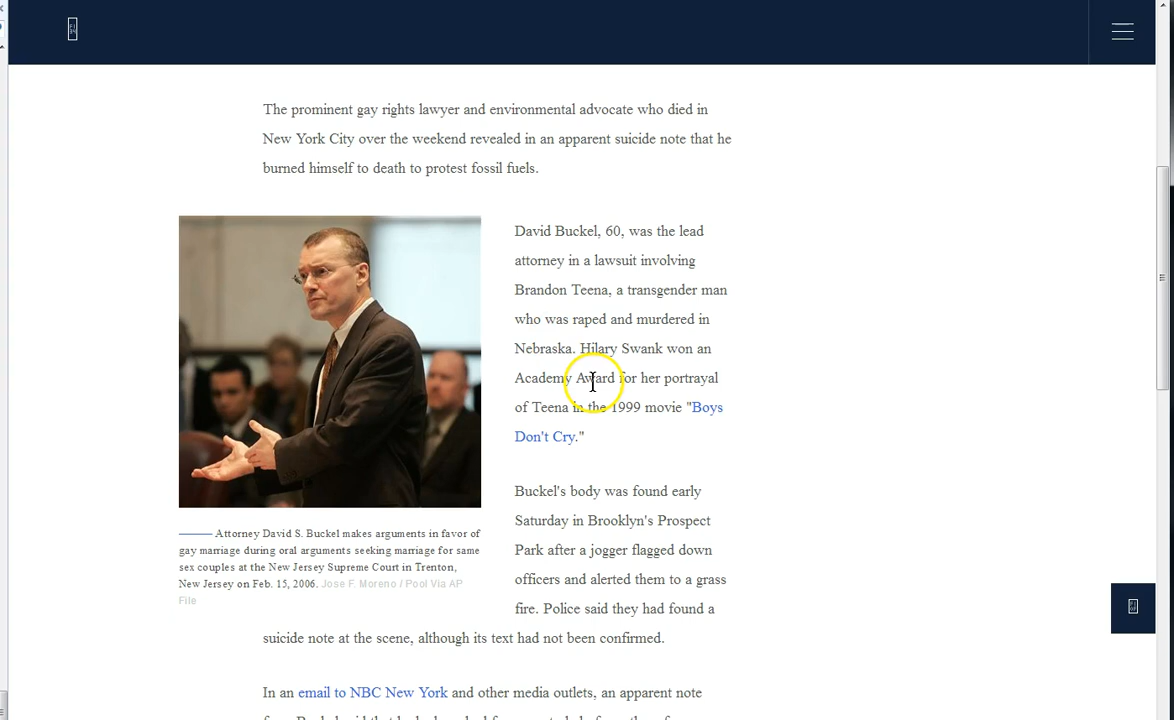 The prominent gay rights lawyer and environmental advocate who died in
New York City over the weekend revealed in an apparent suicide note that he
burned himself to death to protest fossil fuels.
David Buckel, 60, was the lead
attorney in a lawsuit involving
Brandon Teena, a transgender man
who was raped and murdered in
Nebraska. Hilary Swank won an
Academy Award for her portrayal
of Teena in the 1999 movie "Boys
Don't Cry."
Buckel's body was found early
Saturday in Brooklyn's Prospect
Park after a jogger flagged down
officers and alerted them to a grass
fire. Police said they had found a
suicide note at the scene, although its text had not been confirmed.
Attorney David S. Buckel makes arguments in favor of
gay marriage during oral arguments seeking marriage for same
sex couples at the New Jersey Supreme Court in Trenton,
New Jersey on Feb. 15, 2006. Jose F. Moreno / Pool Via AP
File
In an email to NBC New York and other media outlets, an apparent note